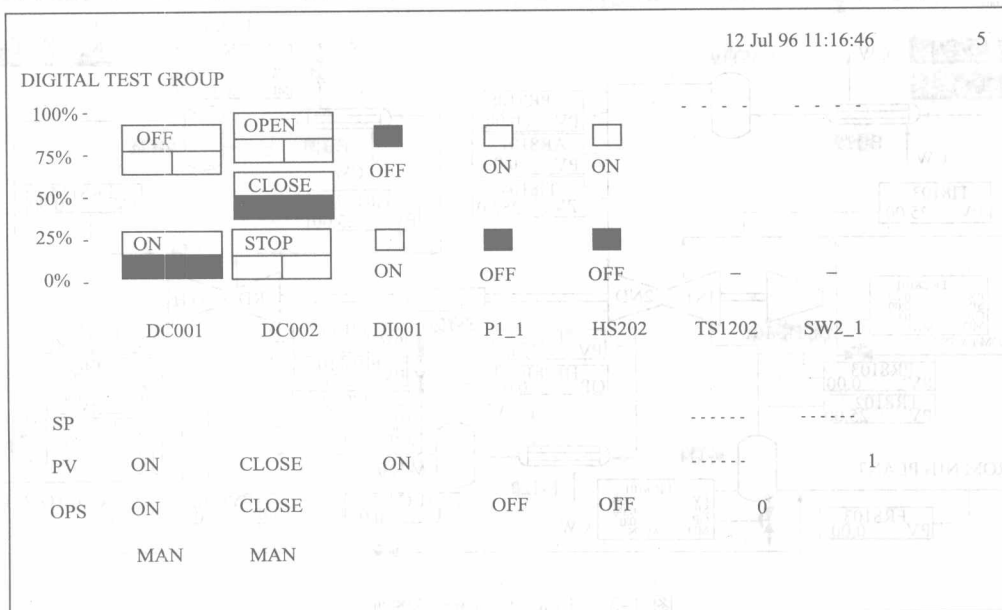 12 Jul 96 11:16:46 5
DIGITAL TEST GROUP
100% -
75% -
50% -
25% -
0% -
OFF
ON
OPEN
CLOSE
STOP
OFF
ON
ON
OFF
ON
OFF
- - - - - - - -
– –
DC001 DC002 DI001 P1_1 HS202 TS1202 SW2_1
SP ------ ------
PV ON CLOSE ON ------ 1
OPS ON CLOSE OFF OFF 0
MAN MAN